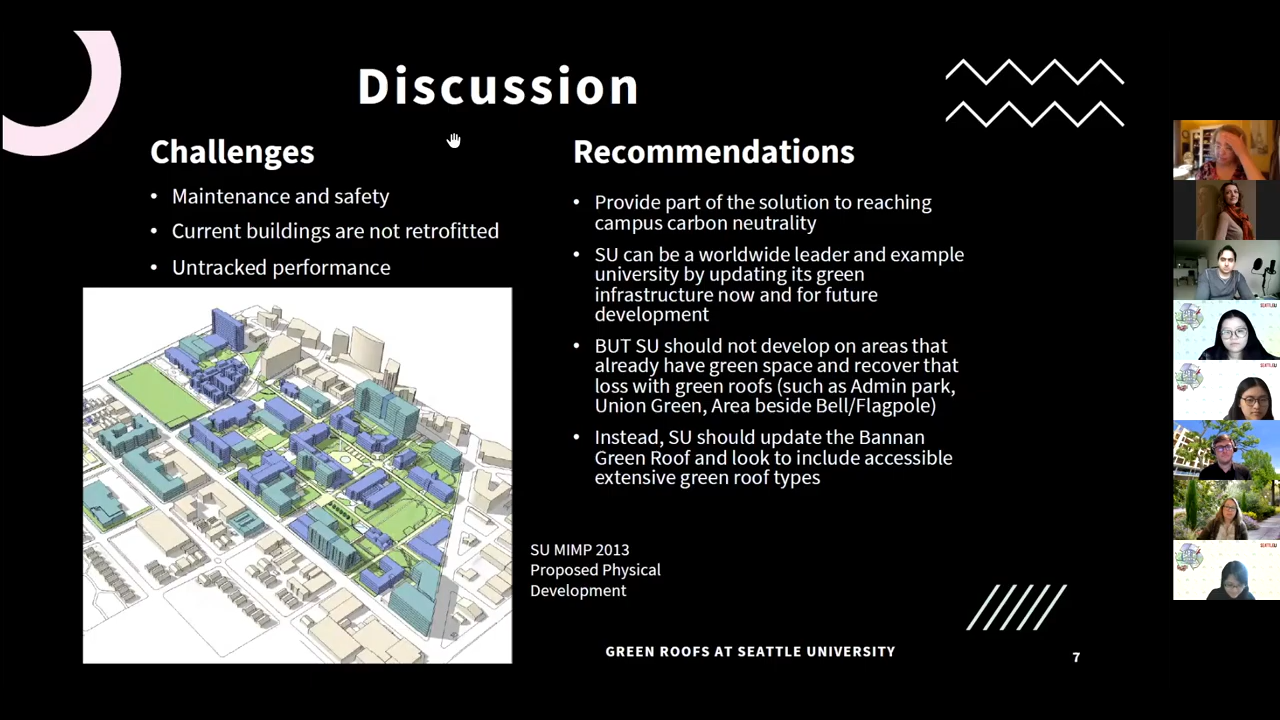 Discussion
Challenges
• Maintenance and safety
• Current buildings are not retrofitted
• Untracked performance
Recommendations
• Provide part of the solution to reaching
campus carbon neutrality
• SU can be a worldwide leader and example
university by updating its green
infrastructure now and for future
development
• BUT SU should not develop on areas that
already have green space and recover that
loss with green roofs (such as Admin park,
Union Green, Area beside Bell/Flagpole)
• Instead, SU should update the Bannan
Green Roof and look to include accessible
extensive green roof types
SU MIMP 2013
Proposed Physical
Development
GREEN ROOFS AT SEATTLE UNIVERSITY
7